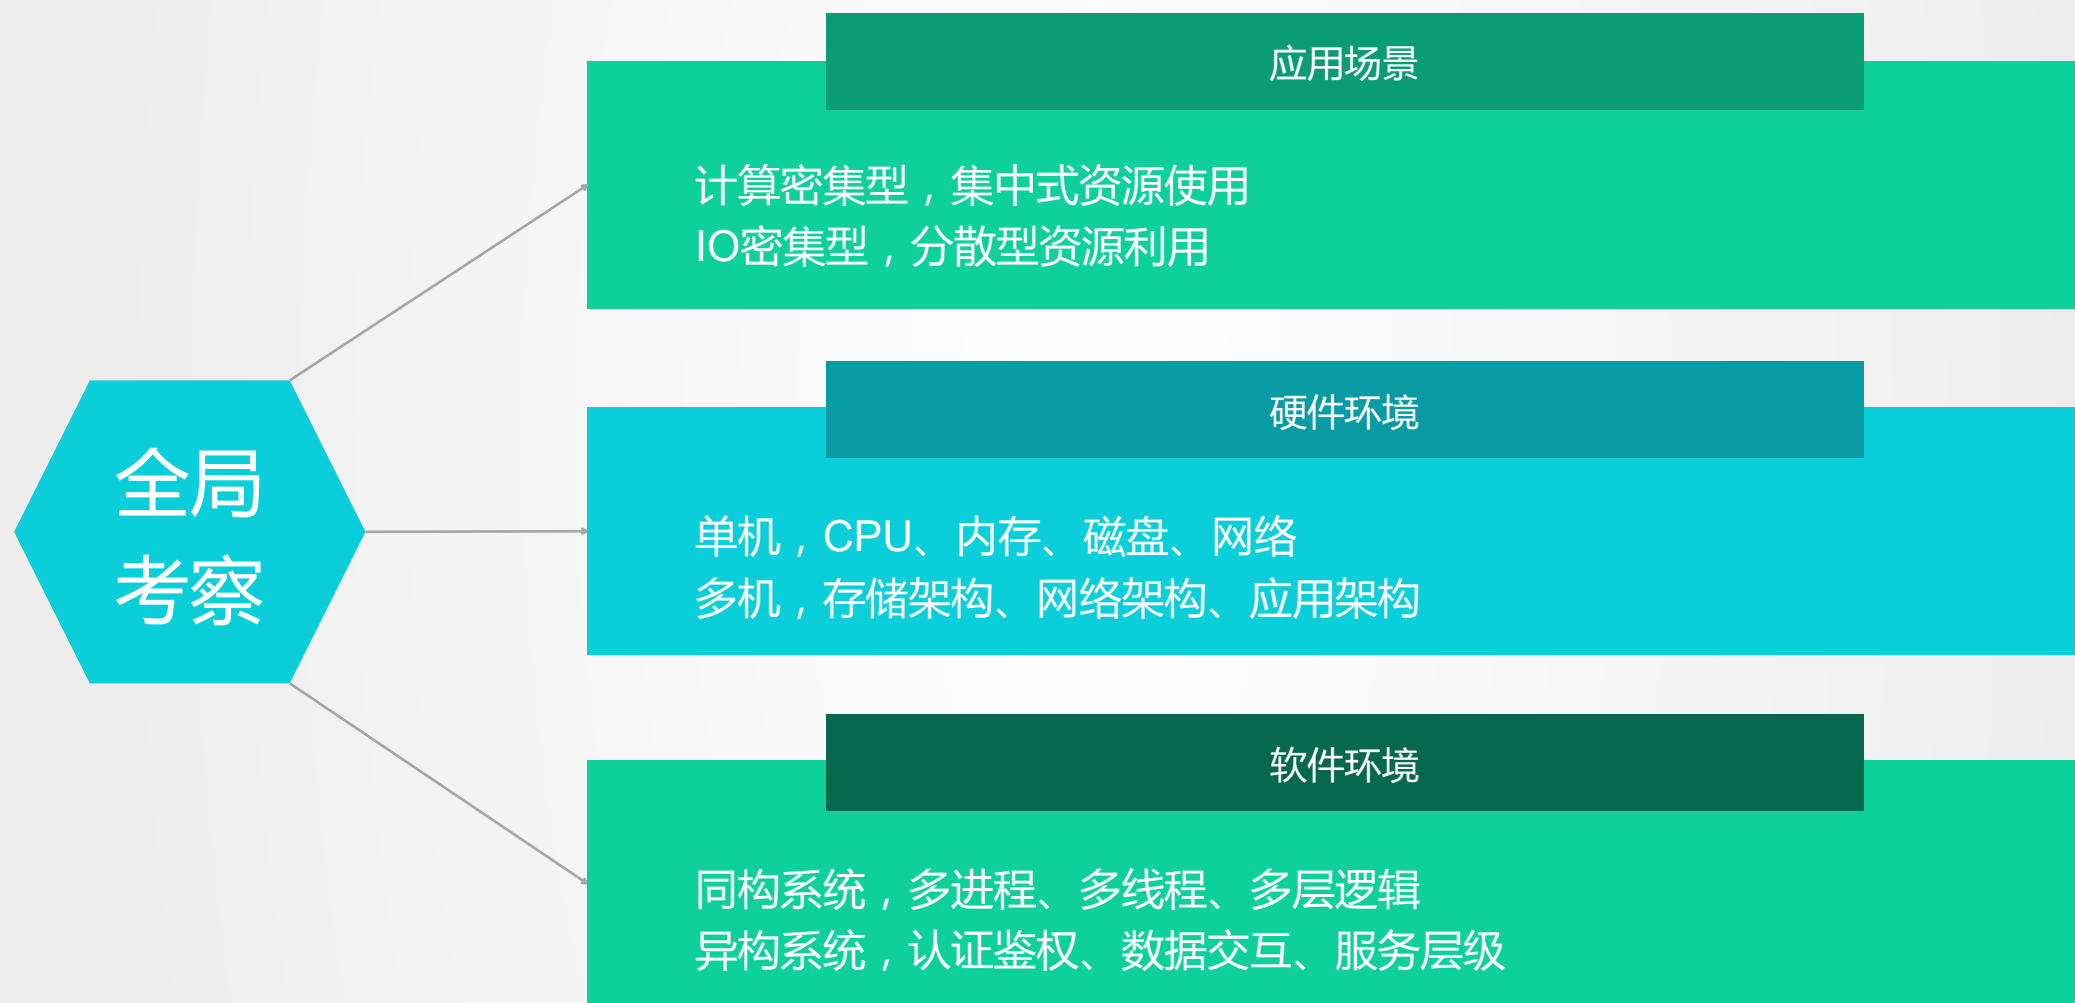 全局
考察
应用场景
计算密集型，集中式资源使用
IO密集型，分散型资源利用
硬件环境
单机，CPU、内存、磁盘、网络
多机，存储架构、网络架构、应用架构
软件环境
同构系统，多进程、多线程、多层逻辑
异构系统，认证鉴权、数据交互、服务层级